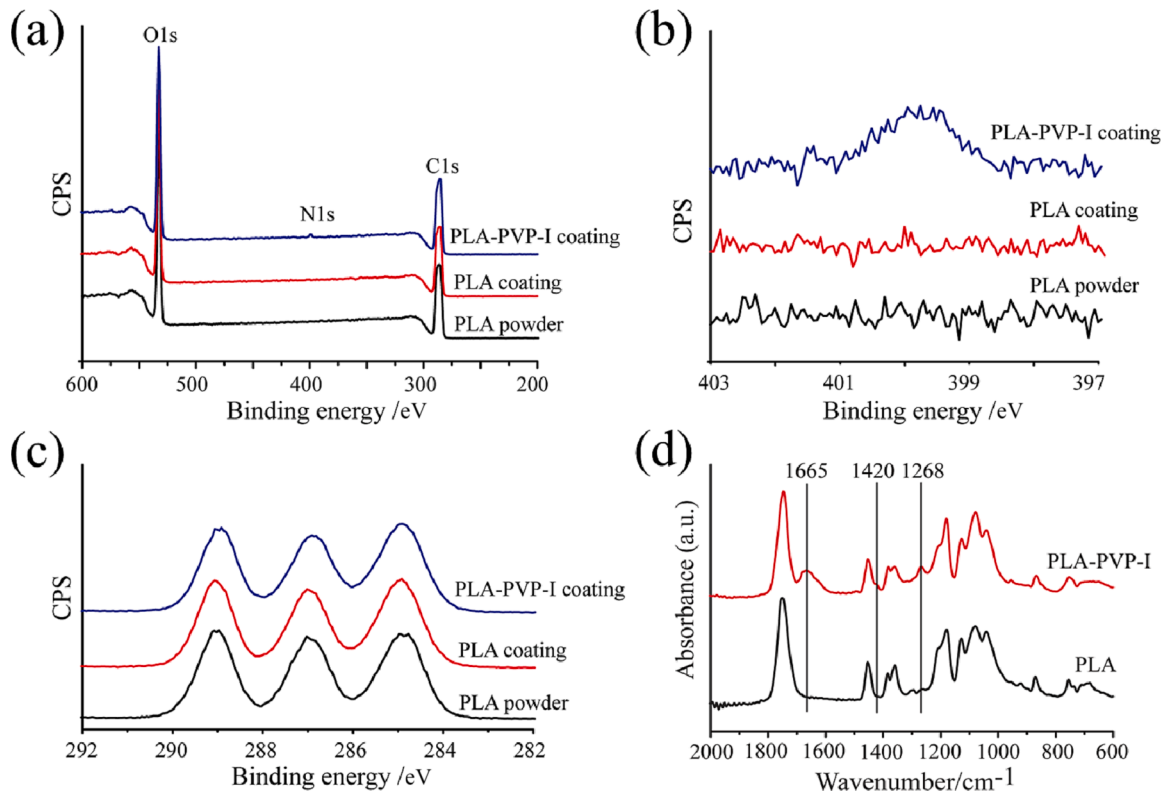 (a)
O1s
C1s
N1s
CPS
PLA-PVP-I coating
PLA coating
PLA powder
600 500 400 300 200
Binding energy /eV
(b)
PLA-PVP-I coating
CPS
PLA coating
PLA powder
403 401 399 397
Binding energy /eV
(c)
CPS
PLA-PVP-I coating
PLA coating
PLA powder
292 290 288 286 284 282
Binding energy /eV
(d)
1665 1420 1268
Absorbance (a.u.)
PLA-PVP-I
PLA
2000 1800 1600 1400 1200 1000 800 600
Wavenumber/cm-1